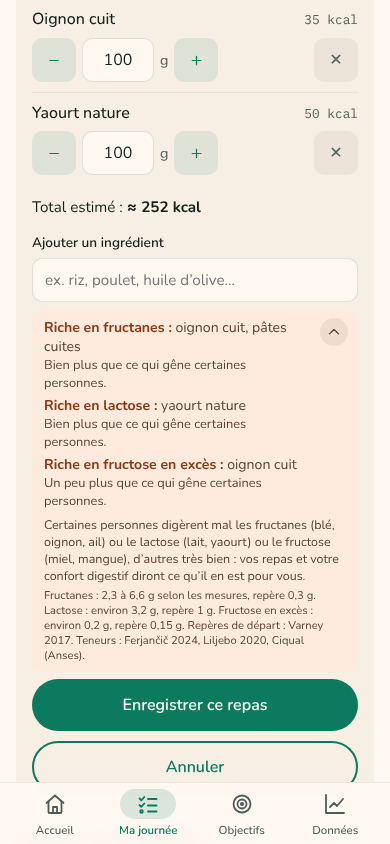 Oignon cuit 35 kcal
− 100 g + ✕
Yaourt nature 50 kcal
− 100 g + ✕
Total estimé : ≈ 252 kcal
Ajouter un ingrédient
ex. riz, poulet, huile d’olive…
Riche en fructanes : oignon cuit, pâtes
cuites
Bien plus que ce qui gêne certaines
personnes.
Riche en lactose : yaourt nature
Bien plus que ce qui gêne certaines
personnes.
Riche en fructose en excès : oignon cuit
Un peu plus que ce qui gêne certaines
personnes.
Certaines personnes digèrent mal les fructanes (blé,
oignon, ail) ou le lactose (lait, yaourt) ou le fructose
(miel, mangue), d’autres très bien : vos repas et votre
confort digestif diront ce qu’il en est pour vous.
Fructanes : 2,3 à 6,6 g selon les mesures, repère 0,3 g.
Lactose : environ 3,2 g, repère 1 g. Fructose en excès :
environ 0,2 g, repère 0,15 g. Repères de départ : Varney
2017. Teneurs : Ferjančič 2024, Liljebo 2020, Ciqual
(Anses).
Enregistrer ce repas
Annuler
Accueil Ma journée Objectifs Données